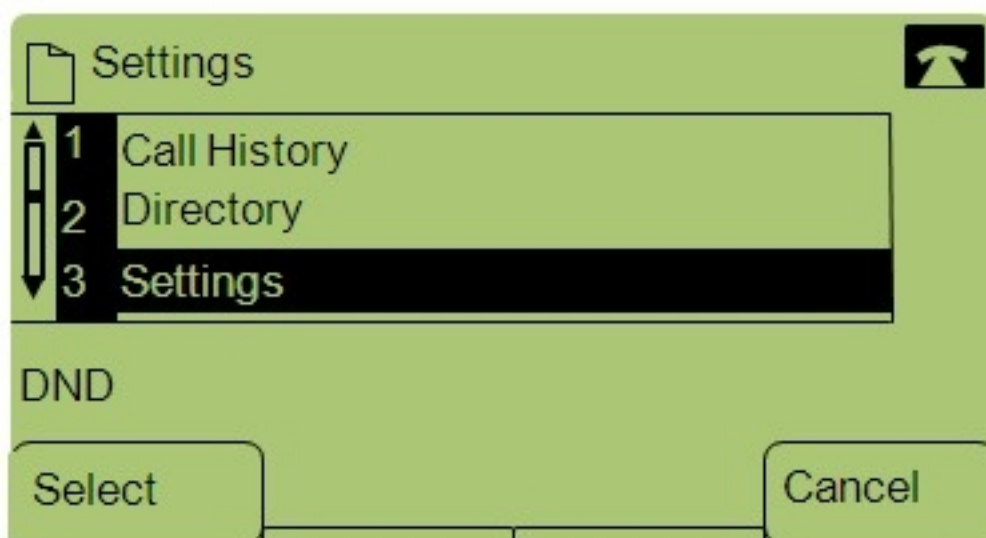 Settings
1 Call History
2 Directory
3 Settings
DND
Select Cancel